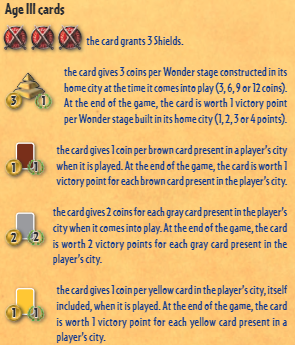 Age III cards
the card grants 3 Shields.
the card gives 3 coins per Wonder stage constructed in its
home city at the time it comes into play (3, 6, 9 or 12 coins).
At the end of the game, the card is worth 1 victory point
per Wonder stage built in its home city (1, 2, 3 or 4 points).
3 1
the card gives 1 coin per brown card present in a player's city
when it is played. At the end of the game, the card is worth 1
victory point for each brown card present in the player's city.
1 1
the card gives 2 coins for each gray card present in the player's
city when it comes into play. At the end of the game, the card
is worth 2 victory points for each gray card present in the
player's city.
2 2
the card gives 1 coin per yellow card in the player's city, itself
included, when it is played. At the end of the game, the card
is worth 1 victory point for each yellow card present in a
player's city.
1 1